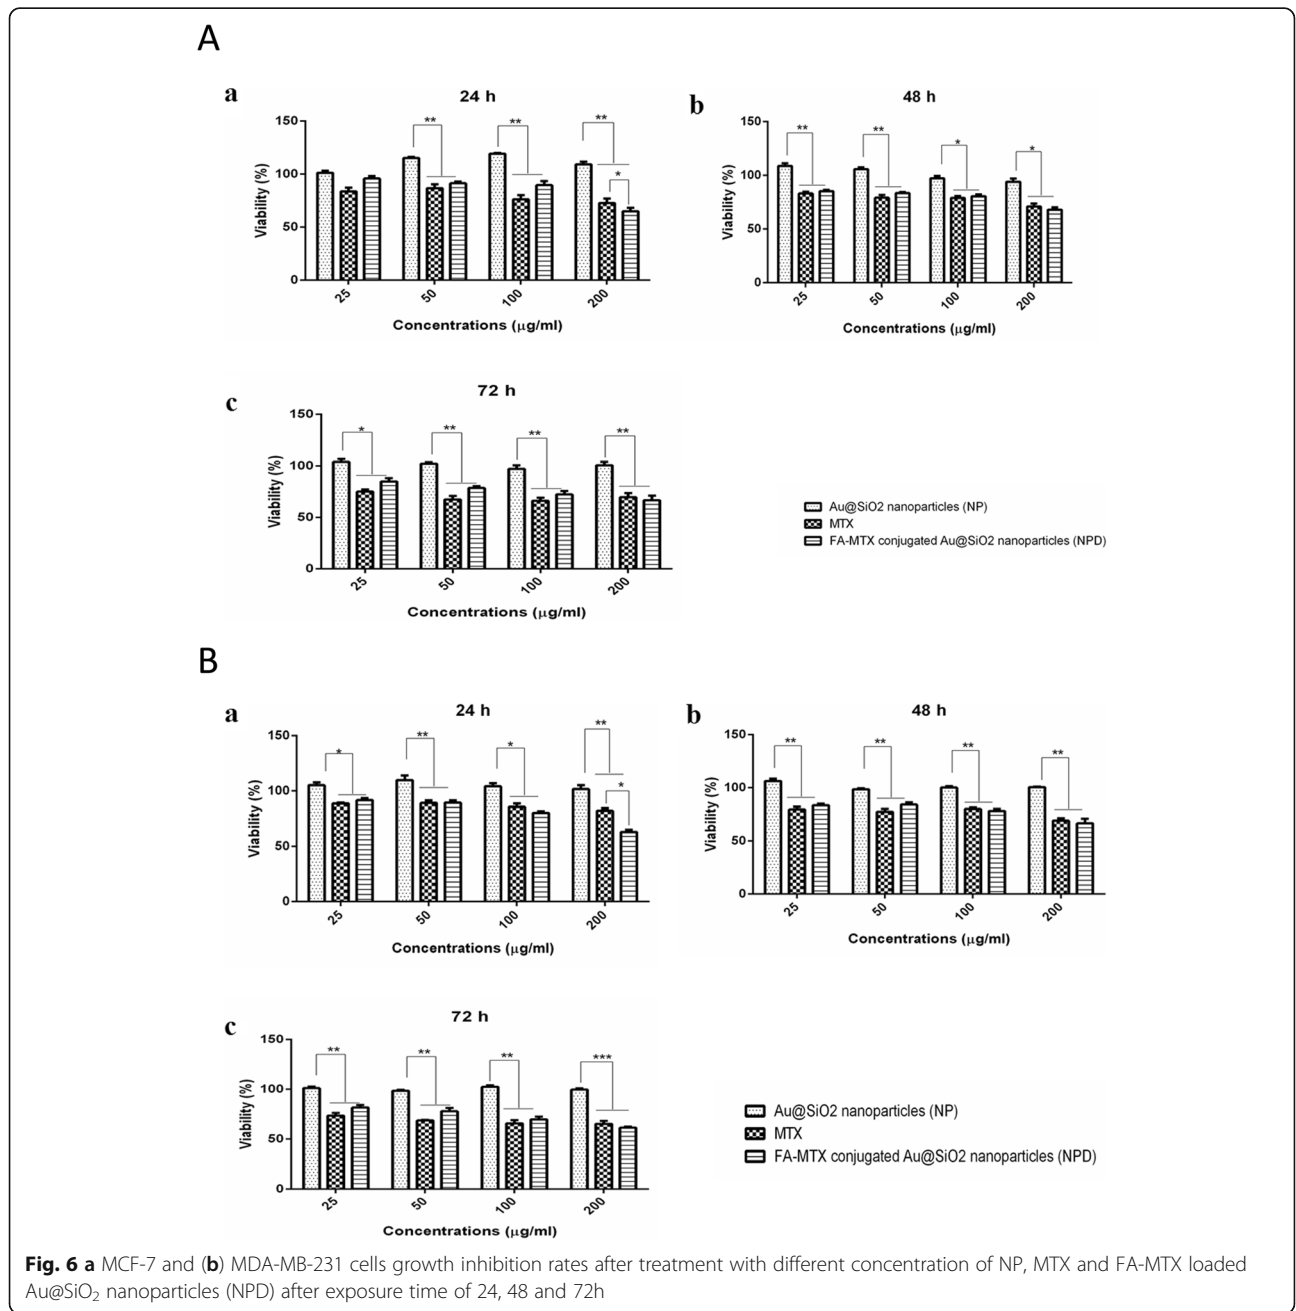 A
a
24 h
Viability (%)
150
100
50
0
**
**
**
*
25
50
100
200
Concentrations (µg/ml)
b
48 h
Viability (%)
150
100
50
0
**
**
*
*
25
50
100
200
Concentrations (µg/ml)
c
72 h
Viability (%)
150
100
50
0
*
**
**
**
25
50
100
200
Concentrations (µg/ml)
Au@SiO2 nanoparticles (NP)
MTX
FA-MTX conjugated Au@SiO2 nanoparticles (NPD)
B
a
24 h
Viability (%)
150
100
50
0
*
**
*
**
*
25
50
100
200
Concentrations (µg/ml)
b
48 h
Viability (%)
150
100
50
0
**
**
**
**
25
50
100
200
Concentrations (µg/ml)
c
72 h
Viability (%)
150
100
50
0
**
**
**
***
25
50
100
200
Concentrations (µg/ml)
Au@SiO2 nanoparticles (NP)
MTX
FA-MTX conjugated Au@SiO2 nanoparticles (NPD)
Fig. 6 a MCF-7 and (b) MDA-MB-231 cells growth inhibition rates after treatment with different concentration of NP, MTX and FA-MTX loaded
Au@SiO₂ nanoparticles (NPD) after exposure time of 24, 48 and 72h